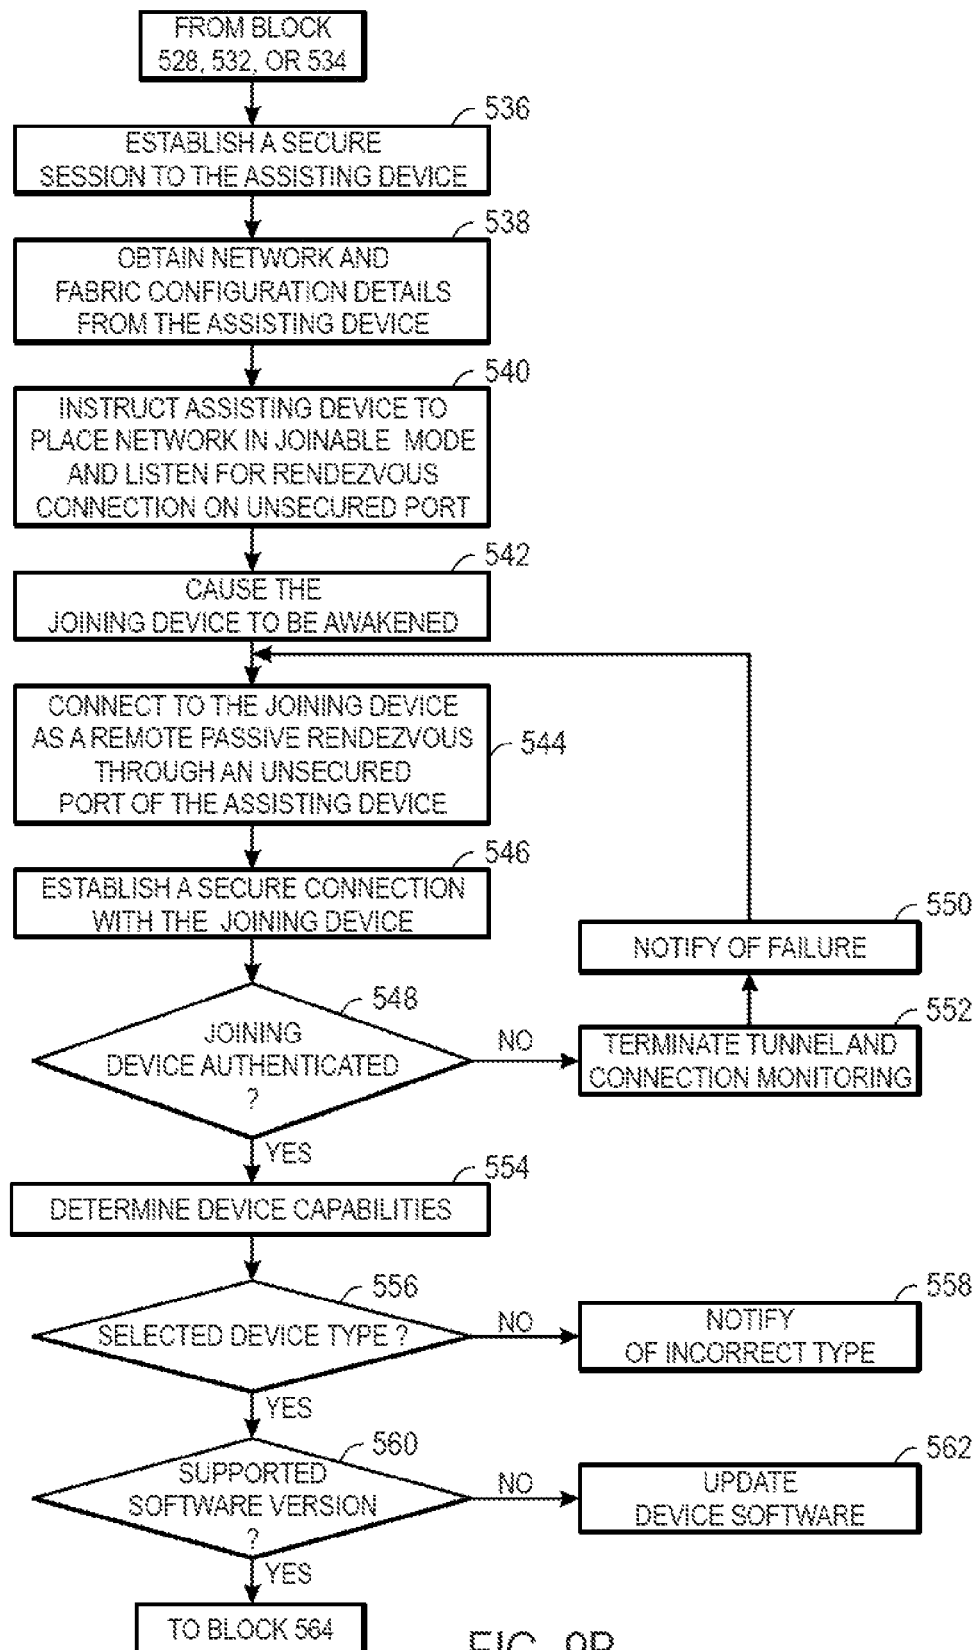 FROM BLOCK
528, 532, OR 534
536
ESTABLISH A SECURE
SESSION TO THE ASSISTING DEVICE
538
OBTAIN NETWORK AND
FABRIC CONFIGURATION DETAILS
FROM THE ASSISTING DEVICE
540
INSTRUCT ASSISTING DEVICE TO
PLACE NETWORK IN JOINABLE MODE
AND LISTEN FOR RENDEZVOUS
CONNECTION ON UNSECURED PORT
542
CAUSE THE
JOINING DEVICE TO BE AWAKENED
CONNECT TO THE JOINING DEVICE
AS A REMOTE PASSIVE RENDEZVOUS
THROUGH AN UNSECURED
PORT OF THE ASSISTING DEVICE
544
546
ESTABLISH A SECURE CONNECTION
WITH THE JOINING DEVICE
550
NOTIFY OF FAILURE
548
JOINING
DEVICE AUTHENTICATED
?
NO
552
TERMINATE TUNNEL AND
CONNECTION MONITORING
YES
554
DETERMINE DEVICE CAPABILITIES
556
SELECTED DEVICE TYPE ?
NO
558
NOTIFY
OF INCORRECT TYPE
YES
560
SUPPORTED
SOFTWARE VERSION
?
NO
562
UPDATE
DEVICE SOFTWARE
YES
TO BLOCK 564
FIG. 9B